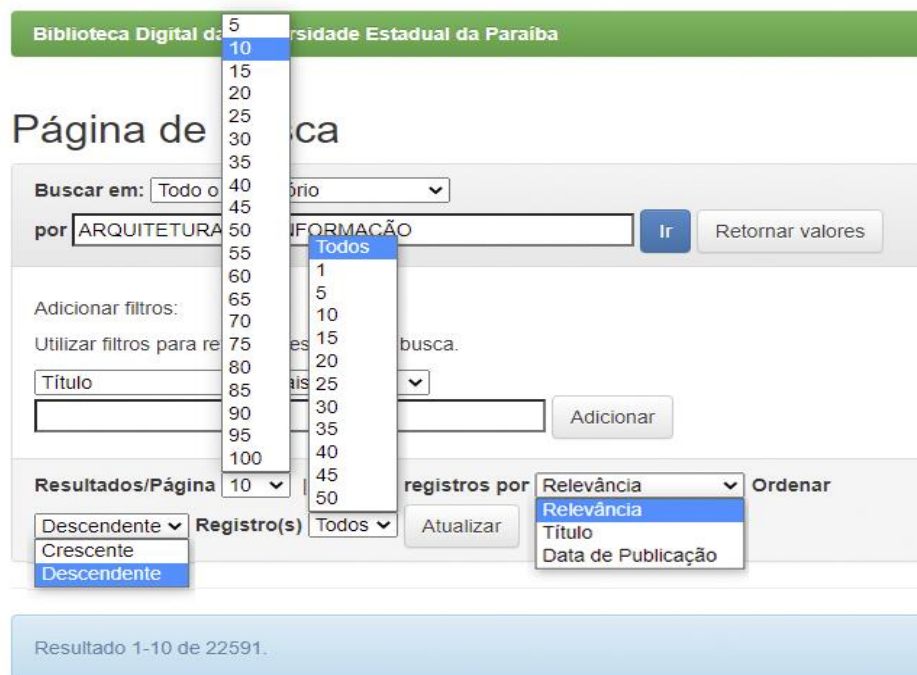 Biblioteca Digital da rsidade Estadual da Paraíba
Página de ca
Buscar em: Todo o ório
por ARQUITETURA NFORMAÇÃO Ir Retornar valores
Adicionar filtros:
Utilizar filtros para re es busca.
Título ais
Adicionar
5
10
15
20
25
30
35
40
45
50
55
60
65
70
75
80
85
90
95
100
Todos
1
5
10
15
20
25
30
35
40
45
50
Resultados/Página 10 | registros por Relevância Ordenar
Relevância
Título
Data de Publicação
Descendente Registro(s) Todos Atualizar
Crescente
Descendente
Resultado 1-10 de 22591.